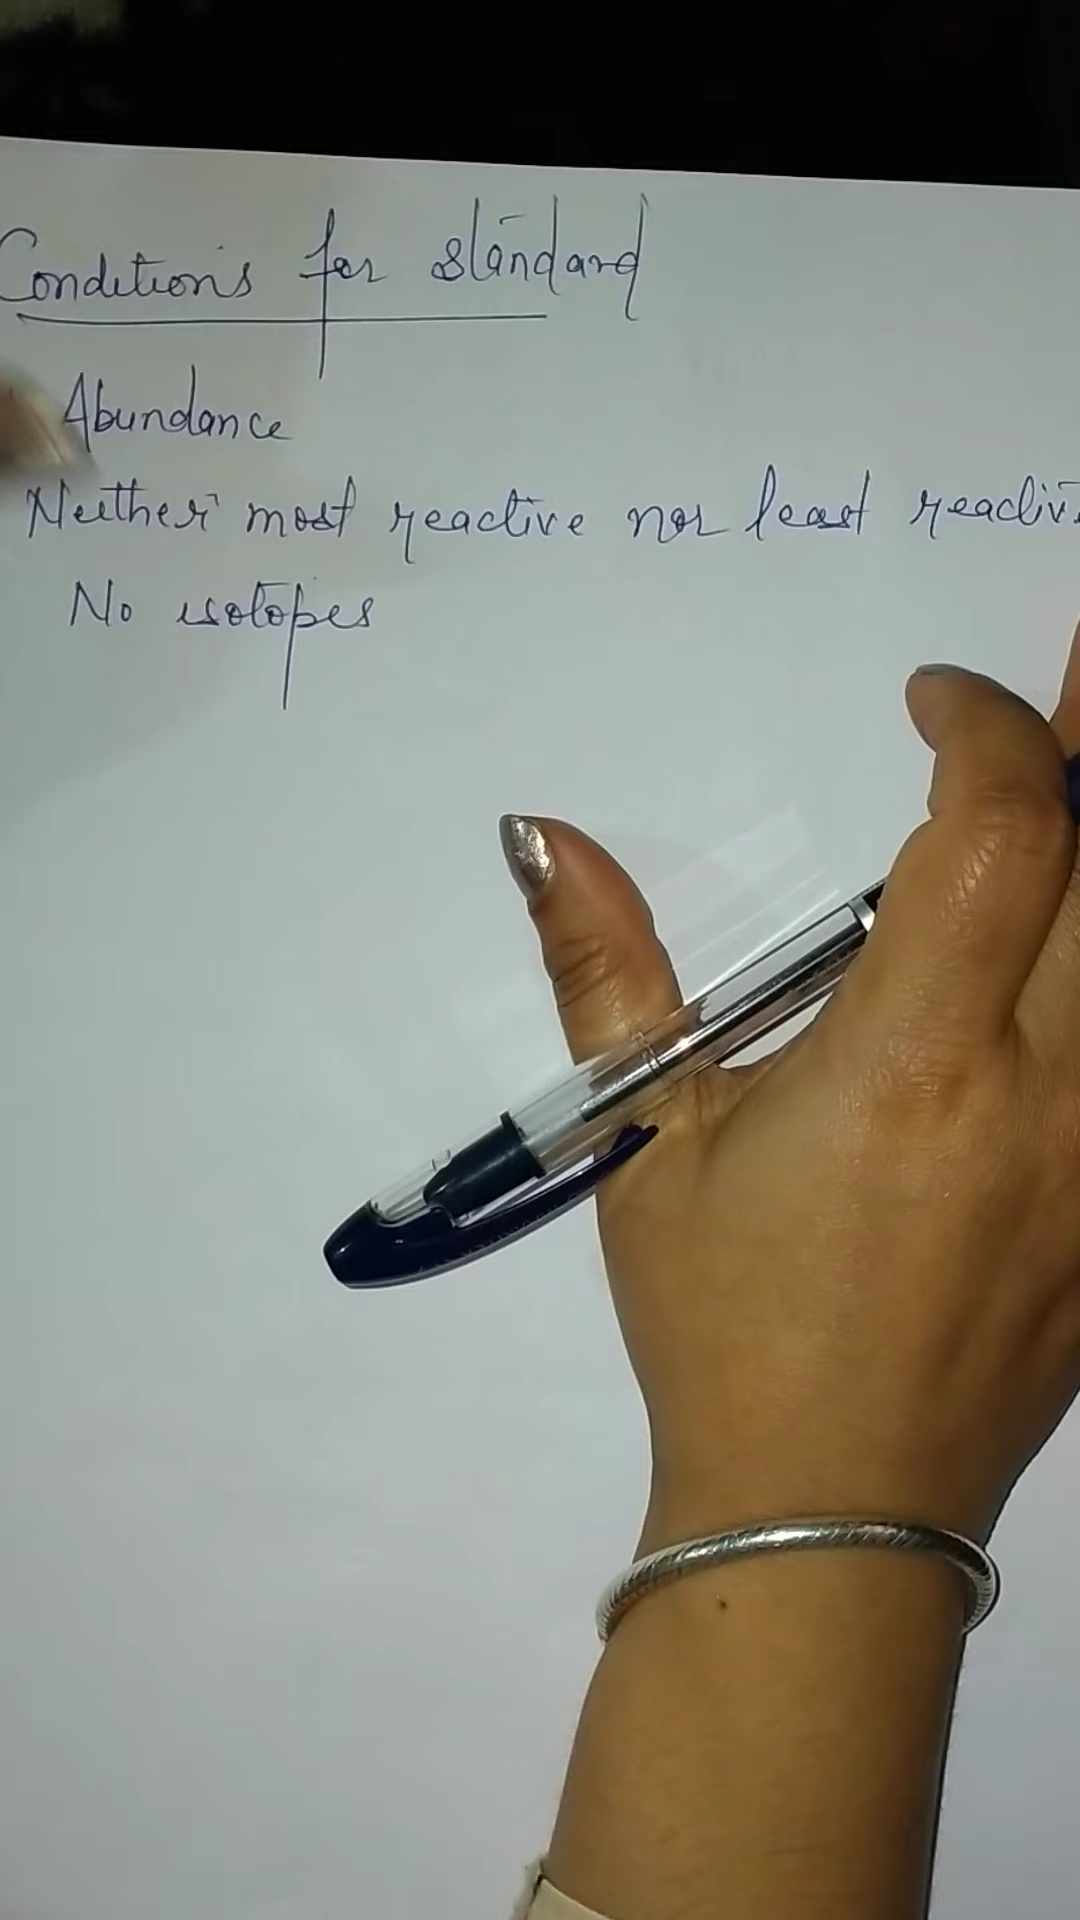 Conditions for standard
Abundance
Neither most reactive nor least reactive
No isotopes